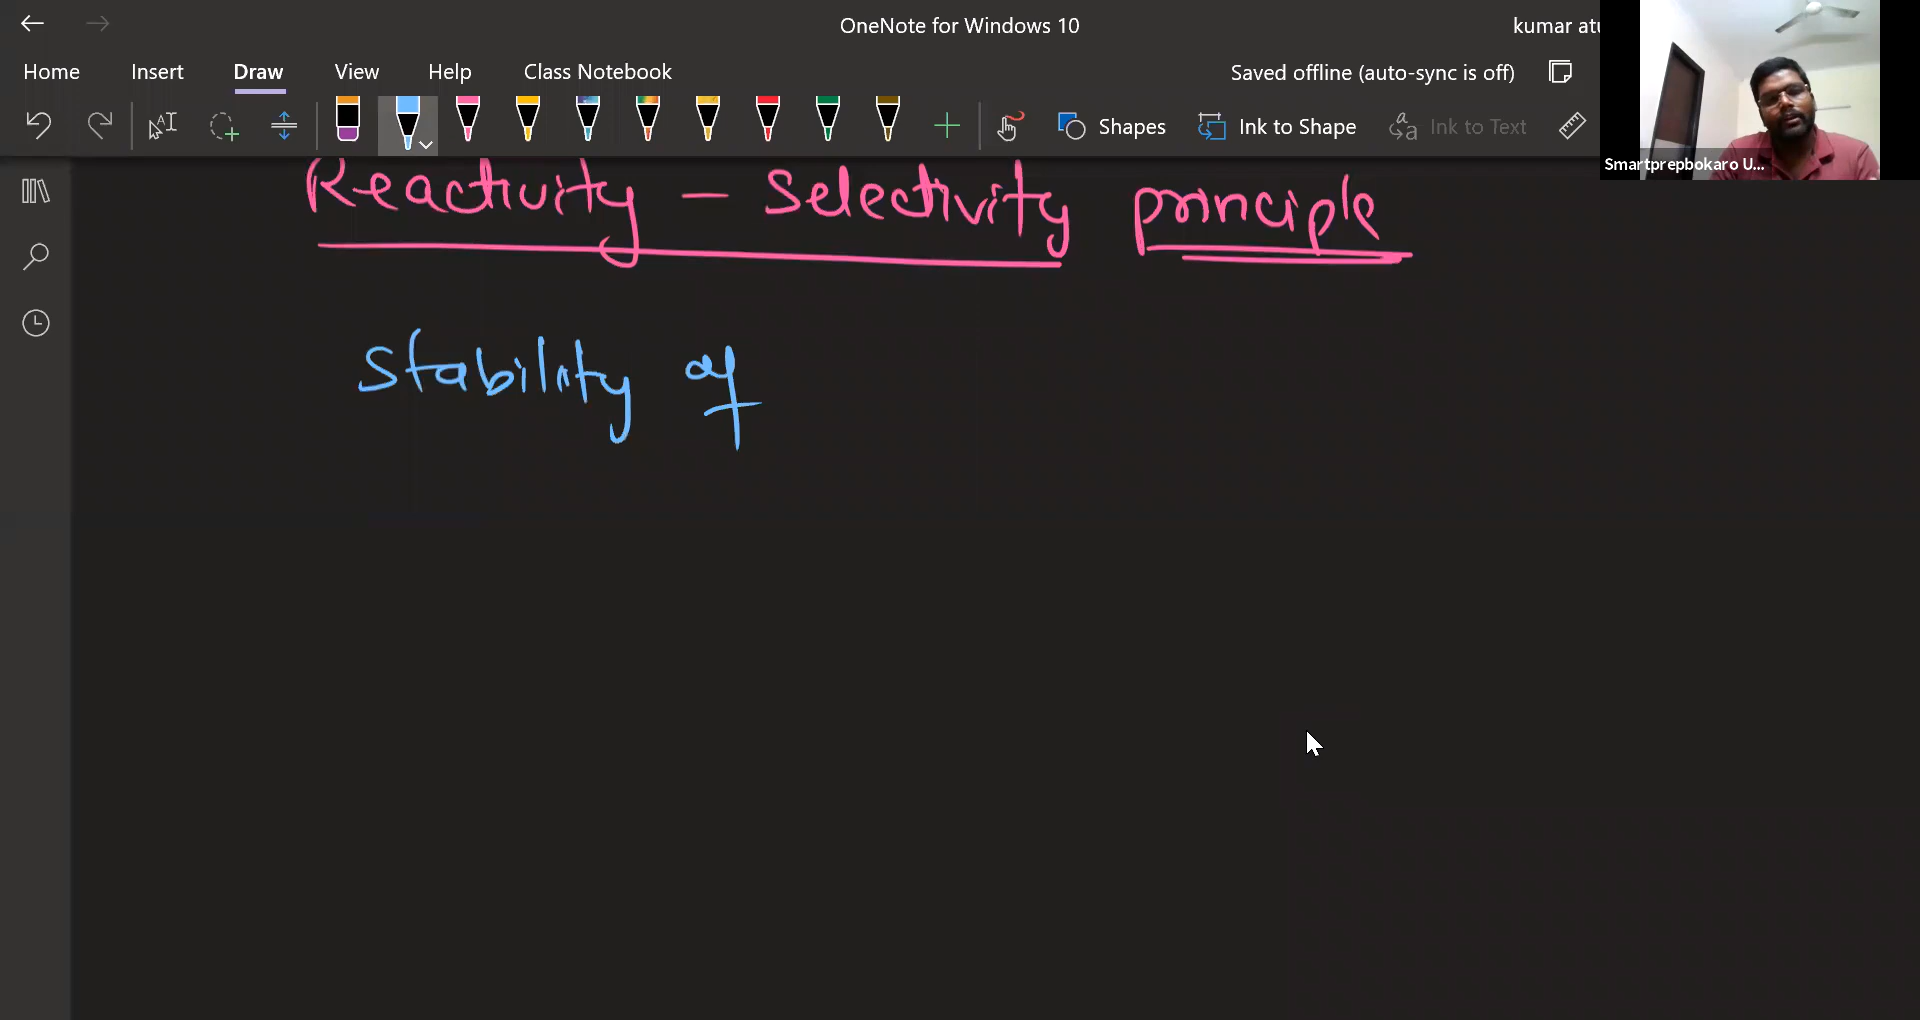 OneNote for Windows 10
kumar atu
Home Insert Draw View Help Class Notebook
Saved offline (auto-sync is off)
Shapes Ink to Shape Ink to Text
Smartprepbokaro U...
Reactivity – Selectivity principle
Stability of